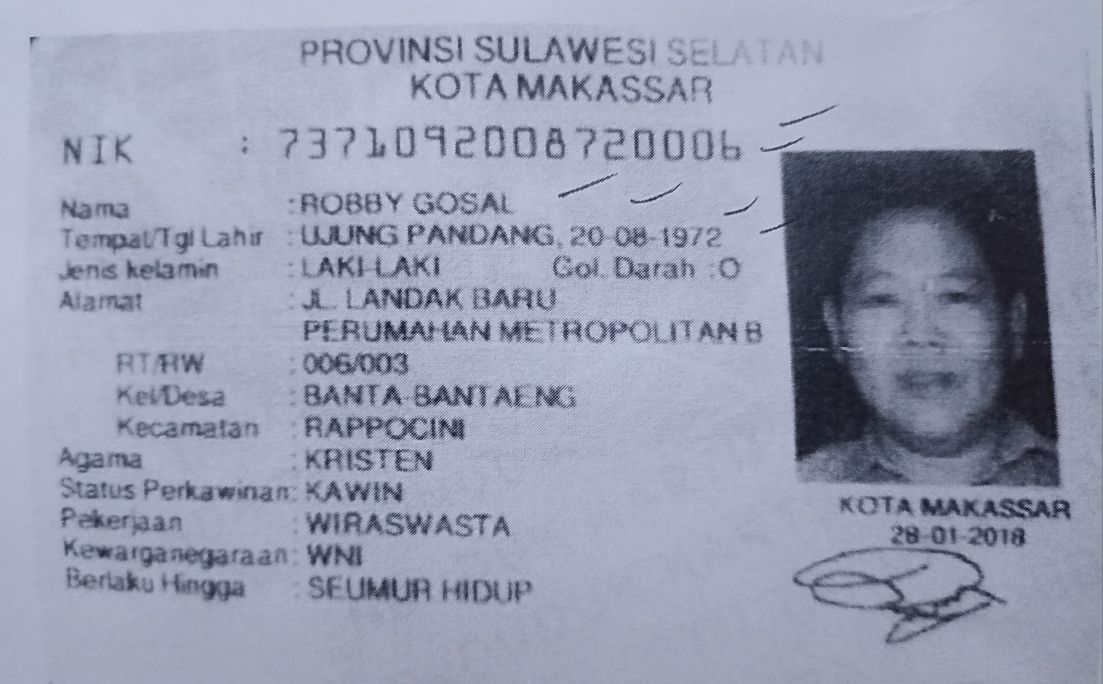 PROVINSI SULAWESI SELATAN
KOTA MAKASSAR
NIK : 7371092008720006
Nama : ROBBY GOSAL
Tempat/Tgl Lahir : UJUNG PANDANG, 20-08-1972
Jenis kelamin : LAKI-LAKI Gol. Darah : O
Alamat : JL. LANDAK BARU
PERUMAHAN METROPOLITAN B
RT/RW : 006/003
Kel/Desa : BANTA-BANTAENG
Kecamatan : RAPPOCINI
Agama : KRISTEN
Status Perkawinan: KAWIN
Pekerjaan : WIRASWASTA
Kewarganegaraan: WNI
Berlaku Hingga : SEUMUR HIDUP
KOTA MAKASSAR
28-01-2018